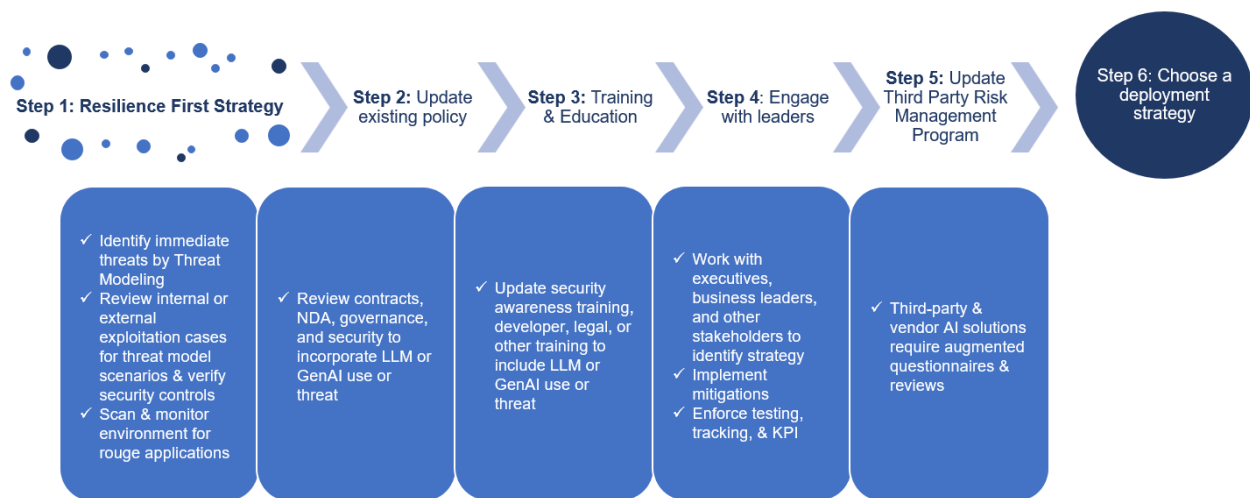 Step 1: Resilience First Strategy
Step 2: Update
existing policy
Step 3: Training
& Education
Step 4: Engage
with leaders
Step 5: Update
Third Party Risk
Management
Program
Step 6: Choose a
deployment
strategy
✓ Identify immediate
threats by Threat
Modeling
✓ Review internal or
external
exploitation cases
for threat model
scenarios & verify
security controls
✓ Scan & monitor
environment for
rouge applications
✓ Review contracts,
NDA, governance,
and security to
incorporate LLM or
GenAI use or
threat
✓ Update security
awareness training,
developer, legal, or
other training to
include LLM or
GenAI use or
threat
✓ Work with
executives,
business leaders,
and other
stakeholders to
identify strategy
✓ Implement
mitigations
✓ Enforce testing,
tracking, & KPI
✓ Third-party &
vendor AI solutions
require augmented
questionnaires &
reviews